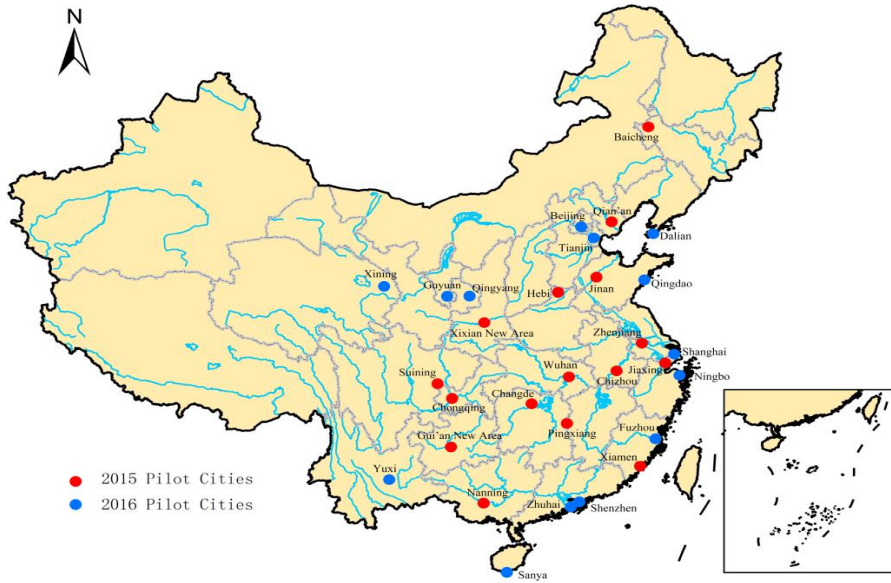 N
Baicheng
Qian'an
Beijing
Tianjin
Dalian
Xining
Guyuan
Qingyang
Hebi
Jinan
Qingdao
Xixian New Area
Zhenjiang
Shanghai
Suining
Wuhan
Jiaxing
Chizhou
Ningbo
Chongqing
Changde
Pingxiang
Fuzhou
Gui'an New Area
Xiamen
Yuxi
Nanning
Zhuhai
Shenzhen
Sanya
2015 Pilot Cities
2016 Pilot Cities